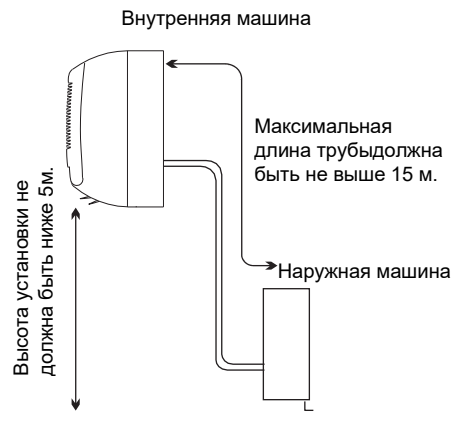 Внутренняя машина
Максимальная
длина трубыдолжна
быть не выше 15 м.
Наружная машина
Высота установки не
должна быть ниже 5м.